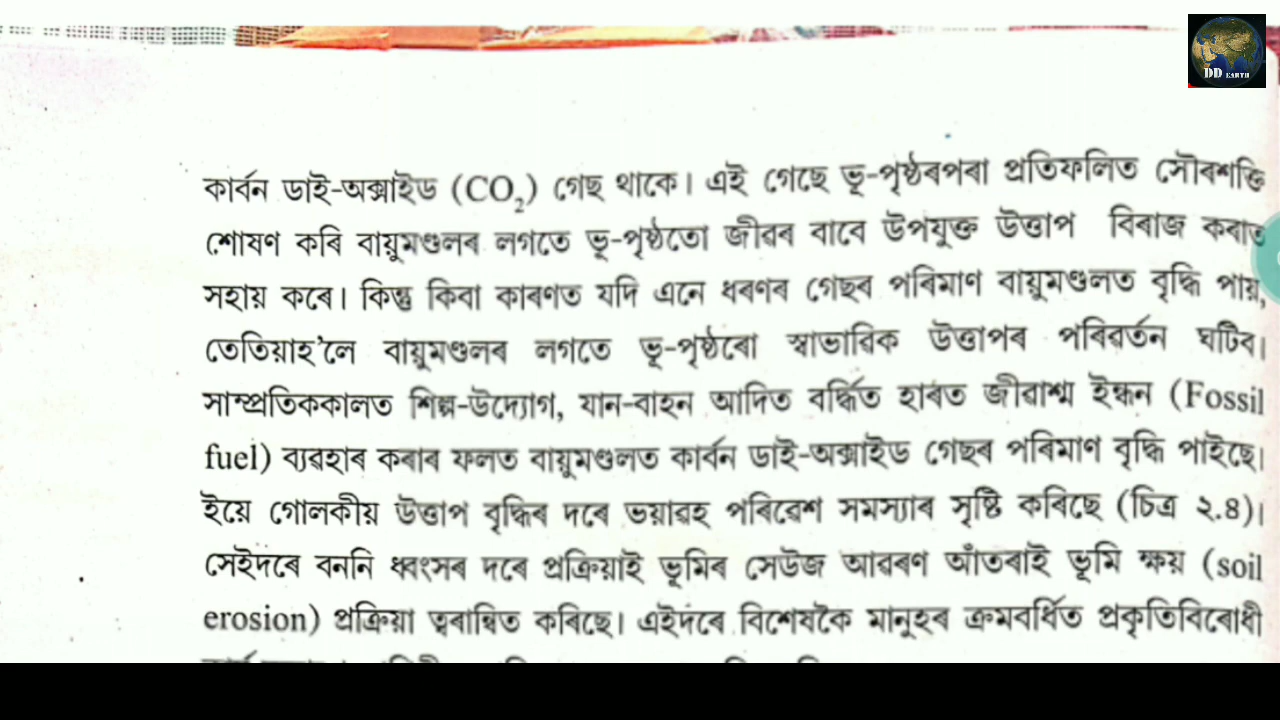 DD EARTH
কাৰ্বন ডাই-অক্সাইড (CO₂) গেছ থাকে। এই গেছে ভূ-পৃষ্ঠৰপৰা প্ৰতিফলিত সৌৰশক্তি
শোষণ কৰি বায়ুমণ্ডলৰ লগতে ভূ-পৃষ্ঠতো জীৱৰ বাবে উপযুক্ত উত্তাপ বিৰাজ কৰাত
সহায় কৰে। কিন্তু কিবা কাৰণত যদি এনে ধৰণৰ গেছৰ পৰিমাণ বায়ুমণ্ডলত বৃদ্ধি পায়,
তেতিয়াহ'লে বায়ুমণ্ডলৰ লগতে ভূ-পৃষ্ঠৰো স্বাভাৱিক উত্তাপৰ পৰিৱৰ্তন ঘটিব।
সাম্প্ৰতিককালত শিল্প-উদ্যোগ, যান-বাহন আদিত বৰ্দ্ধিত হাৰত জীৱাশ্ম ইন্ধন (Fossil
fuel) ব্যৱহাৰ কৰাৰ ফলত বায়ুমণ্ডলত কাৰ্বন ডাই-অক্সাইড গেছৰ পৰিমাণ বৃদ্ধি পাইছে।
ইয়ে গোলকীয় উত্তাপ বৃদ্ধিৰ দৰে ভয়াৱহ পৰিৱেশ সমস্যাৰ সৃষ্টি কৰিছে (চিত্ৰ ২.৪)।
সেইদৰে বননি ধ্বংসৰ দৰে প্ৰক্ৰিয়াই ভূমিৰ সেউজ আৱৰণ আঁতৰাই ভূমি ক্ষয় (soil
erosion) প্ৰক্ৰিয়া ত্বৰান্বিত কৰিছে। এইদৰে বিশেষকৈ মানুহৰ ক্ৰমবৰ্ধিত প্ৰকৃতিবিৰোধী